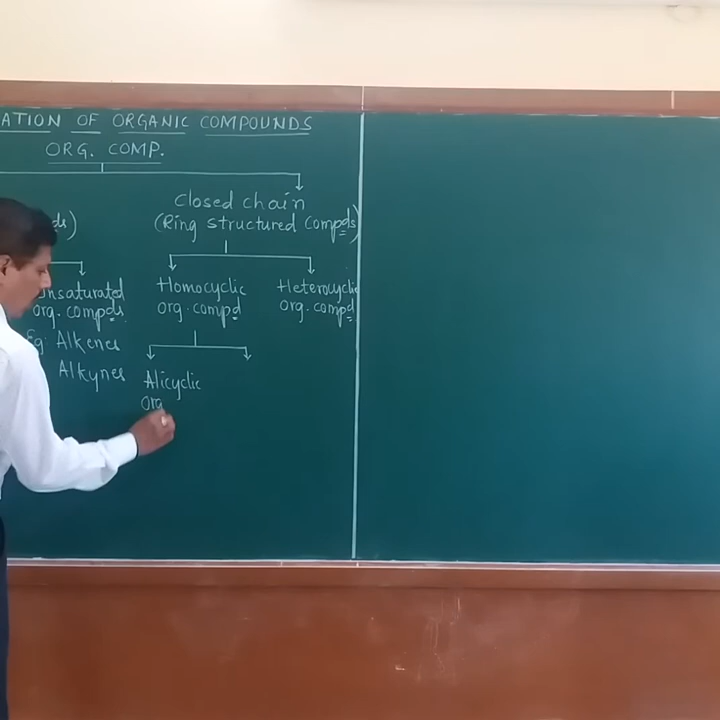 ATION OF ORGANIC COMPOUNDS
ORG. COMP.
Closed chain
(Ring structured compds)
ds)
Homocyclic
org. compd
Heterocyclic
org. compd
Unsaturated
org. compds.
Eg: Alkenes
Alkynes
Alicyclic
Org